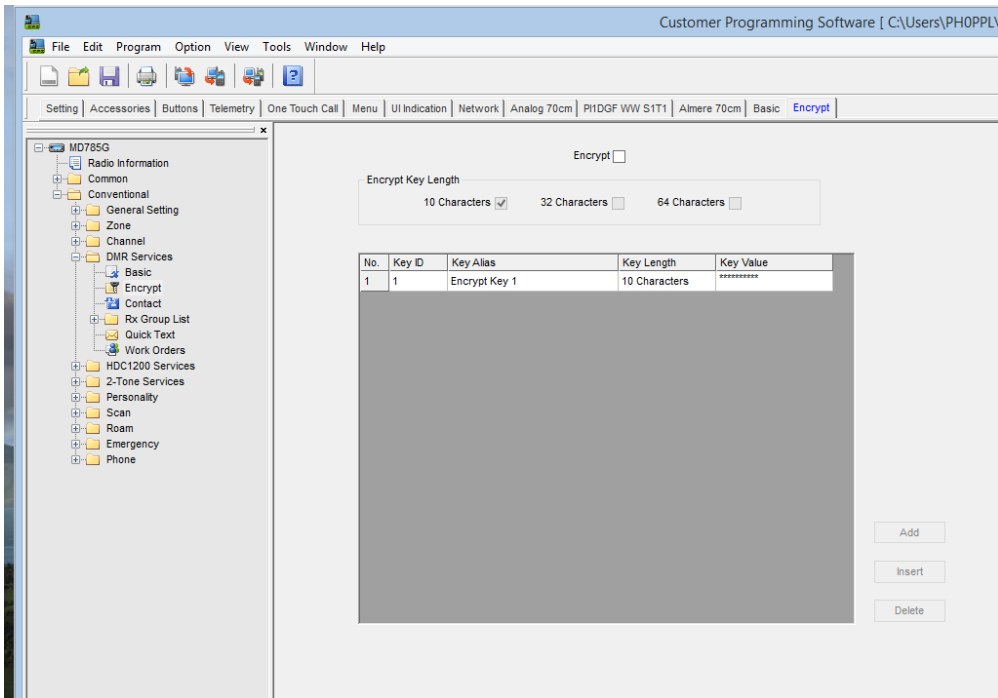 Customer Programming Software [ C:\Users\PH0PPL\
File Edit Program Option View Tools Window Help
Setting Accessories Buttons Telemetry One Touch Call Menu UI Indication Network Analog 70cm PI1DGF WW S1T1 Almere 70cm Basic Encrypt
MD785G
Radio Information
Common
Conventional
General Setting
Zone
Channel
DMR Services
Basic
Encrypt
Contact
Rx Group List
Quick Text
Work Orders
HDC1200 Services
2-Tone Services
Personality
Scan
Roam
Emergency
Phone
Encrypt
Encrypt Key Length
10 Characters 32 Characters 64 Characters
No. Key ID Key Alias Key Length Key Value
1 1 Encrypt Key 1 10 Characters **********
Add
Insert
Delete